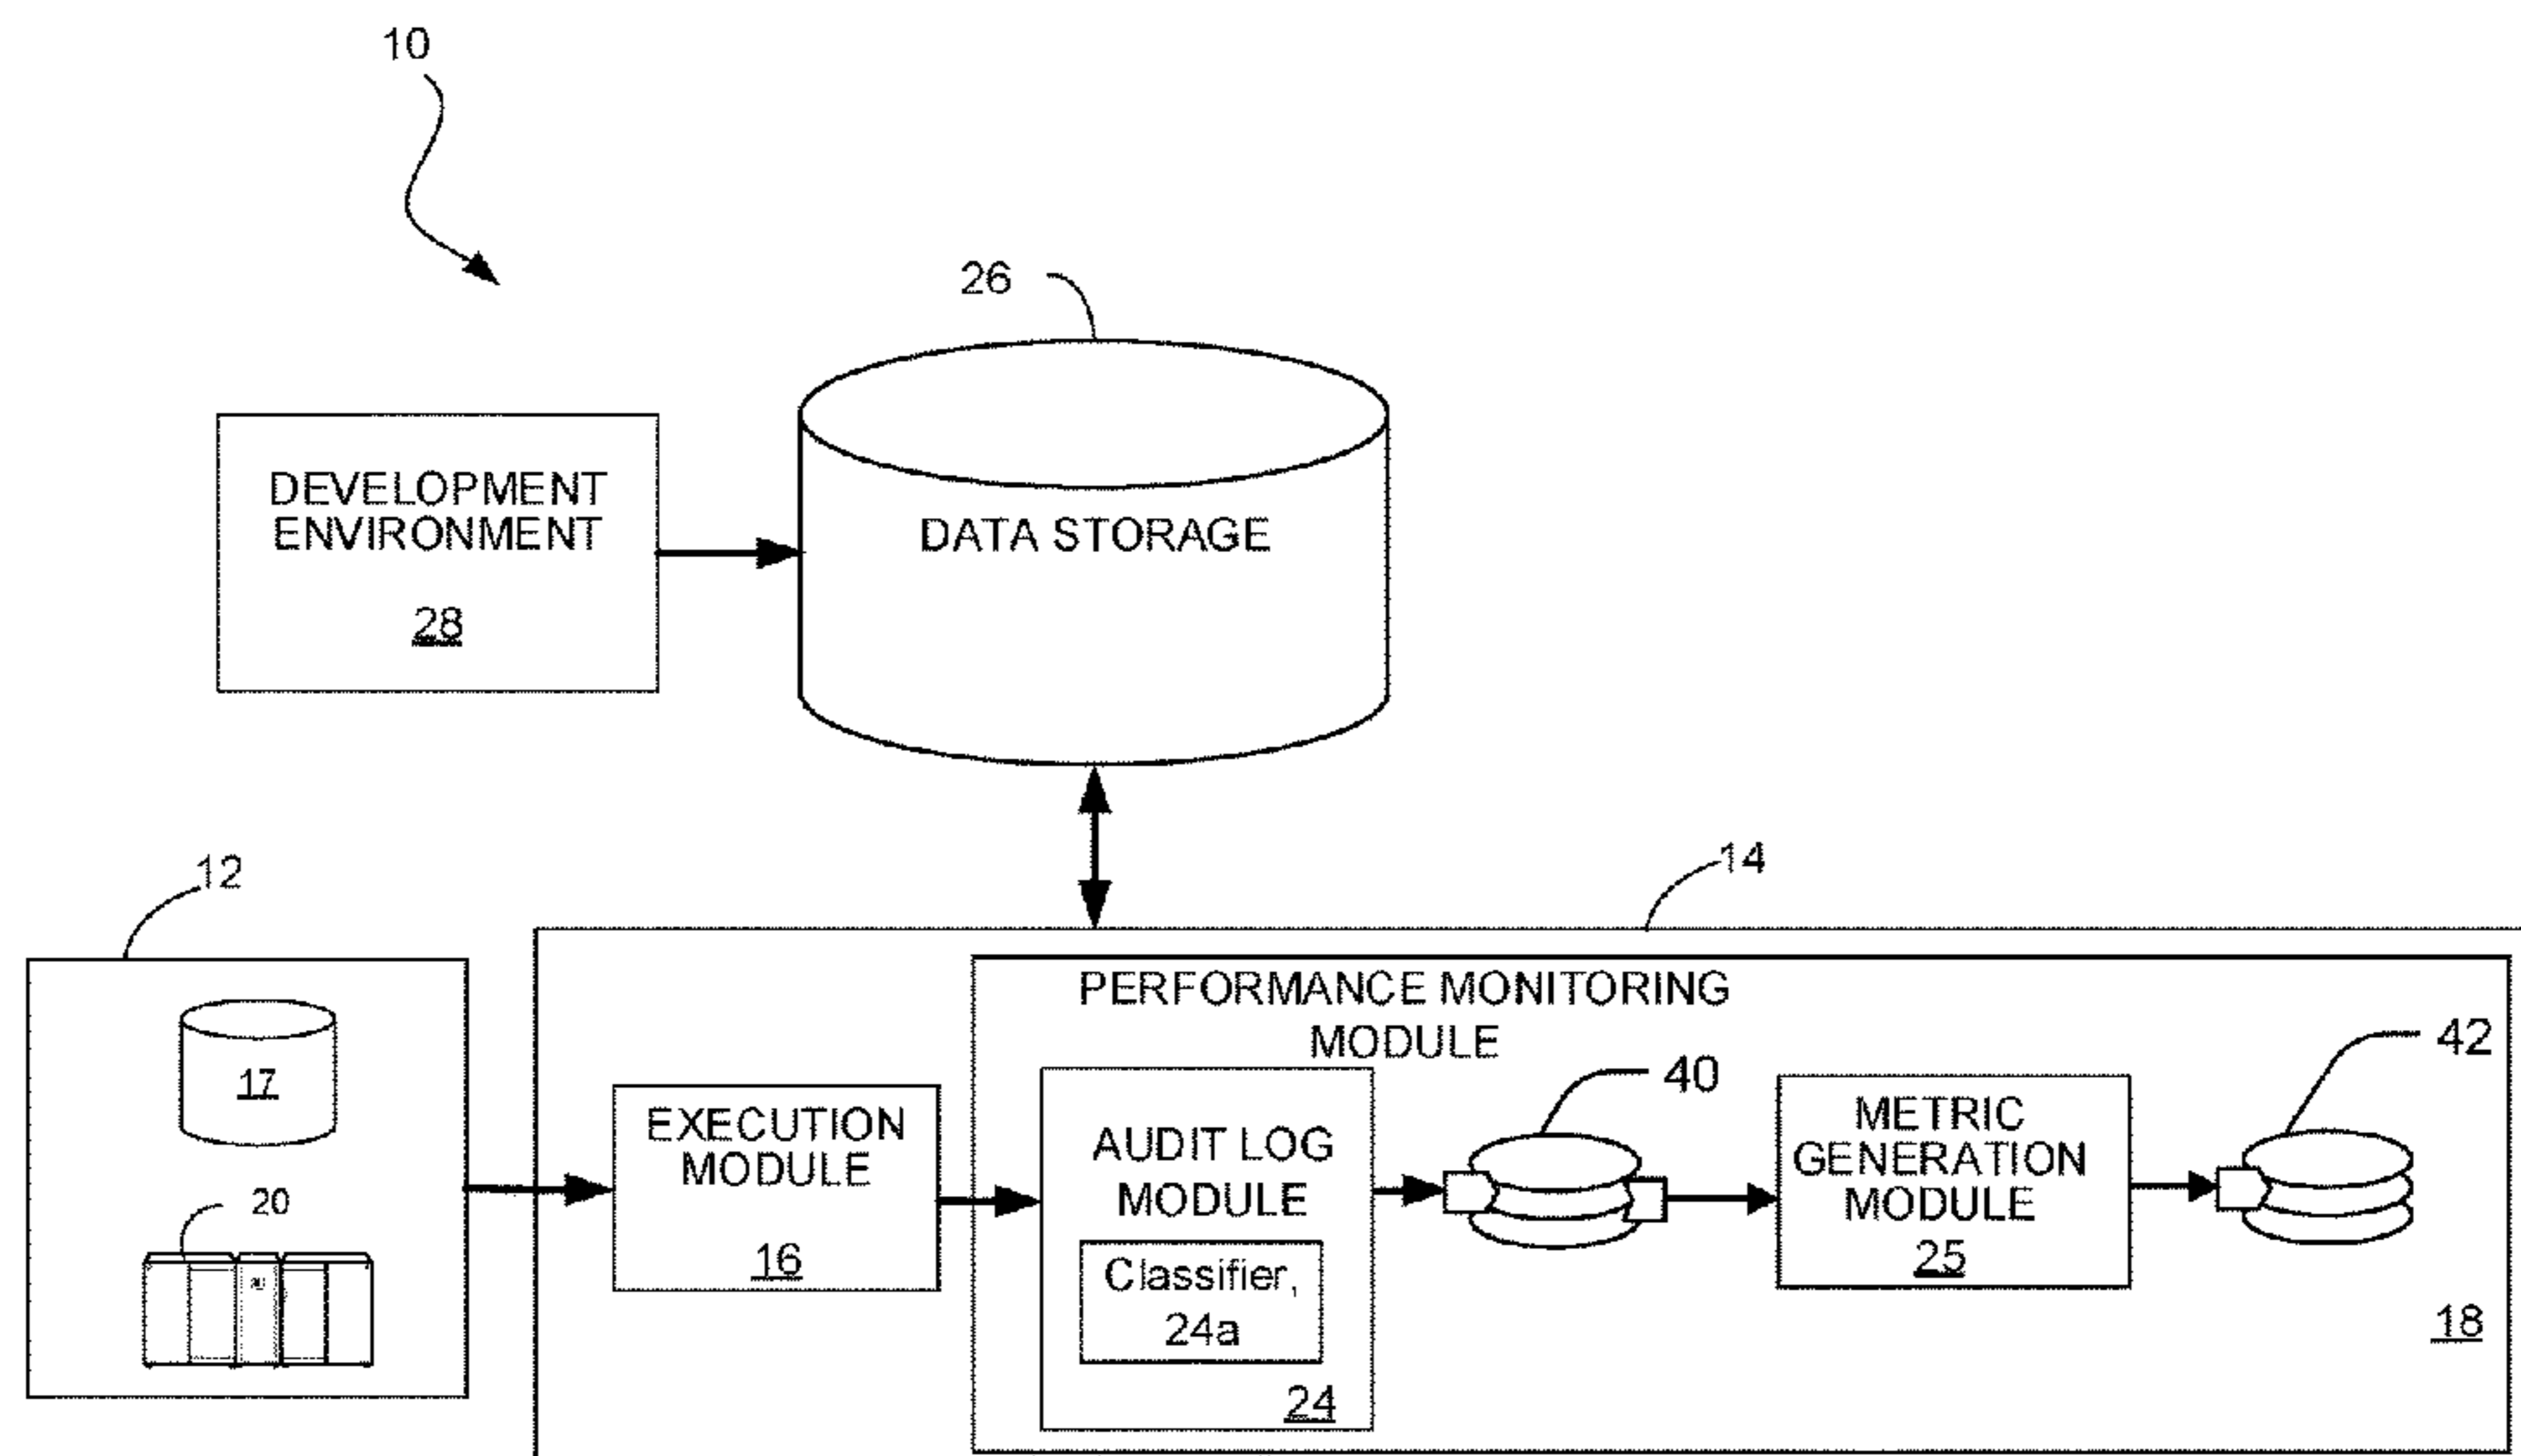 10
26
DEVELOPMENT
ENVIRONMENT
28
DATA STORAGE
12
14
17
20
EXECUTION
MODULE
16
PERFORMANCE MONITORING
MODULE
AUDIT LOG
MODULE
Classifier,
24a
24
40
METRIC
GENERATION
MODULE
25
42
18